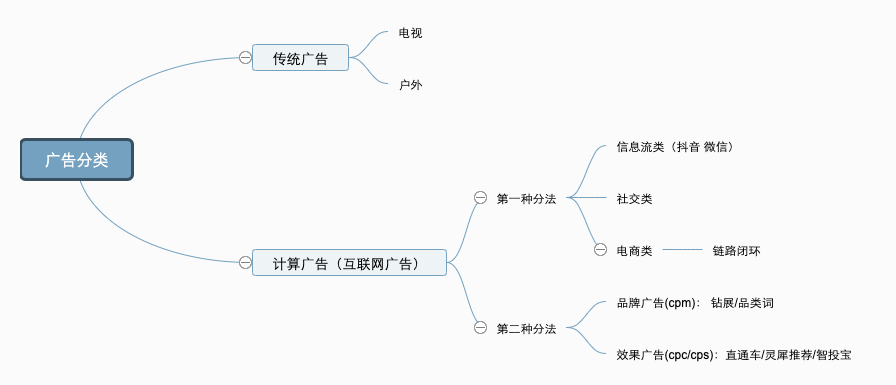 广告分类
传统广告
电视
户外
计算广告（互联网广告）
第一种分法
信息流类（抖音 微信）
社交类
电商类
链路闭环
第二种分法
品牌广告(cpm)： 钻展/品类词
效果广告(cpc/cps)：直通车/灵犀推荐/智投宝